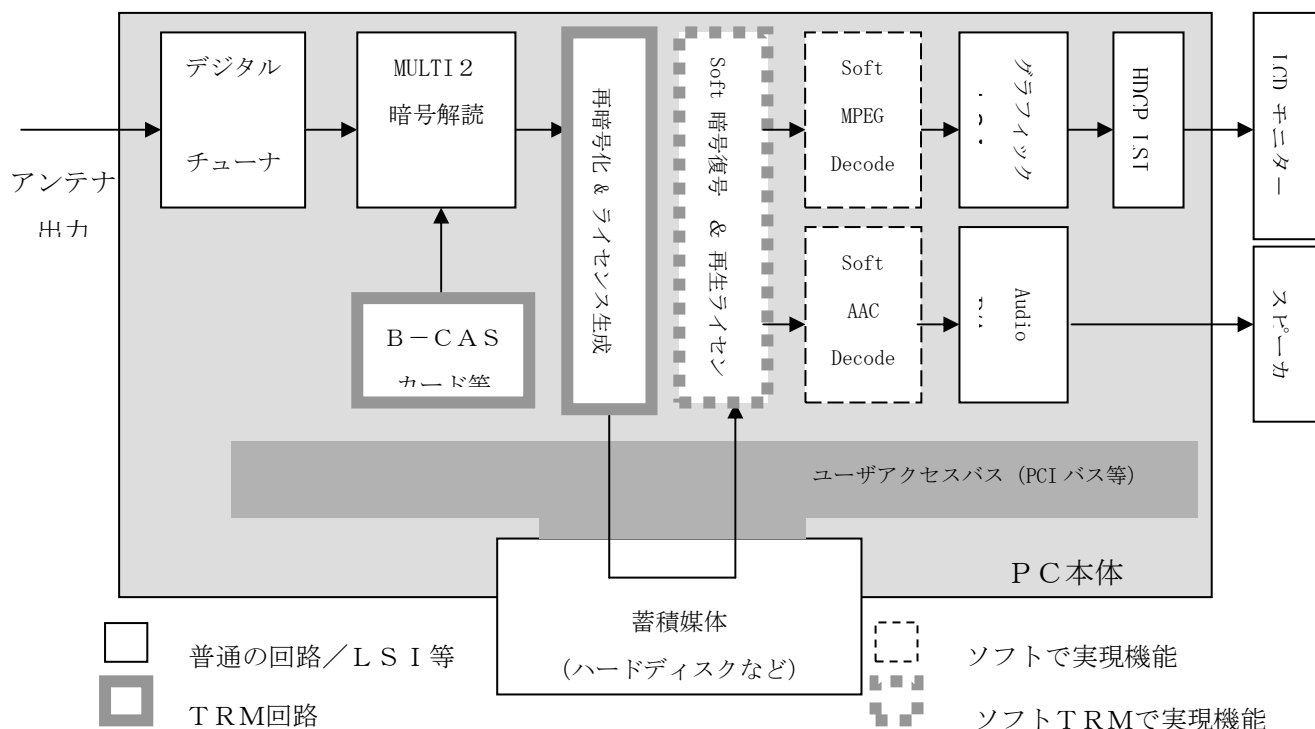 デジタル
チューナ
MULTI2
暗号解読
再暗号化 & ライセンス生成
Soft 暗号復号 & 再生ライセン
Soft
MPEG
Decode
グラフィック
HDCP LSI
LCD モニター
アンテナ
出力
B－CAS
カード等
Soft
AAC
Decode
Audio
スピーカ
ユーザアクセスバス (PCI バス等)
ＰＣ本体
蓄積媒体
(ハードディスクなど)
普通の回路／ＬＳＩ等
ＴＲＭ回路
ソフトで実現機能
ソフトＴＲＭで実現機能